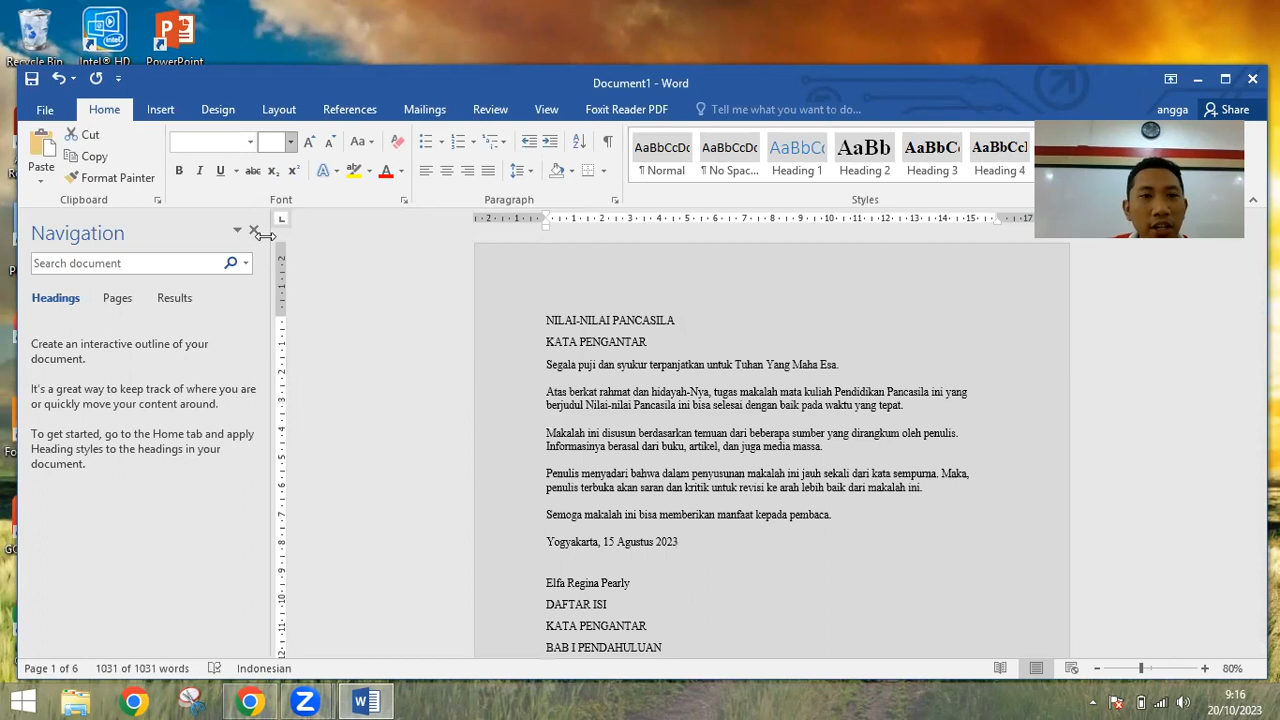 Recycle Bin
Intel® HD
PowerPoint
Document1 - Word
File Home Insert Design Layout References Mailings Review View Foxit Reader PDF Tell me what you want to do... angga Share
Paste
Cut
Copy
Format Painter
Clipboard
Font
Paragraph
AaBbCcDc
¶ Normal
AaBbCcDc
¶ No Spac...
AaBbCc
Heading 1
AaBb
Heading 2
AaBbC
Heading 3
AaBbCcI
Heading 4
Styles
Navigation
Search document
Headings Pages Results
Create an interactive outline of your
document.
It's a great way to keep track of where you are
or quickly move your content around.
To get started, go to the Home tab and apply
Heading styles to the headings in your
document.
NILAI-NILAI PANCASILA
KATA PENGANTAR
Segala puji dan syukur terpanjatkan untuk Tuhan Yang Maha Esa.
Atas berkat rahmat dan hidayah-Nya, tugas makalah mata kuliah Pendidikan Pancasila ini yang
berjudul Nilai-nilai Pancasila ini bisa selesai dengan baik pada waktu yang tepat.
Makalah ini disusun berdasarkan temuan dari beberapa sumber yang dirangkum oleh penulis.
Informasinya berasal dari buku, artikel, dan juga media massa.
Penulis menyadari bahwa dalam penyusunan makalah ini jauh sekali dari kata sempurna. Maka,
penulis terbuka akan saran dan kritik untuk revisi ke arah lebih baik dari makalah ini.
Semoga makalah ini bisa memberikan manfaat kepada pembaca.
Yogyakarta, 15 Agustus 2023
Elfa Regina Pearly
DAFTAR ISI
KATA PENGANTAR
BAB I PENDAHULUAN
Page 1 of 6 1031 of 1031 words Indonesian 80%
9:16
20/10/2023